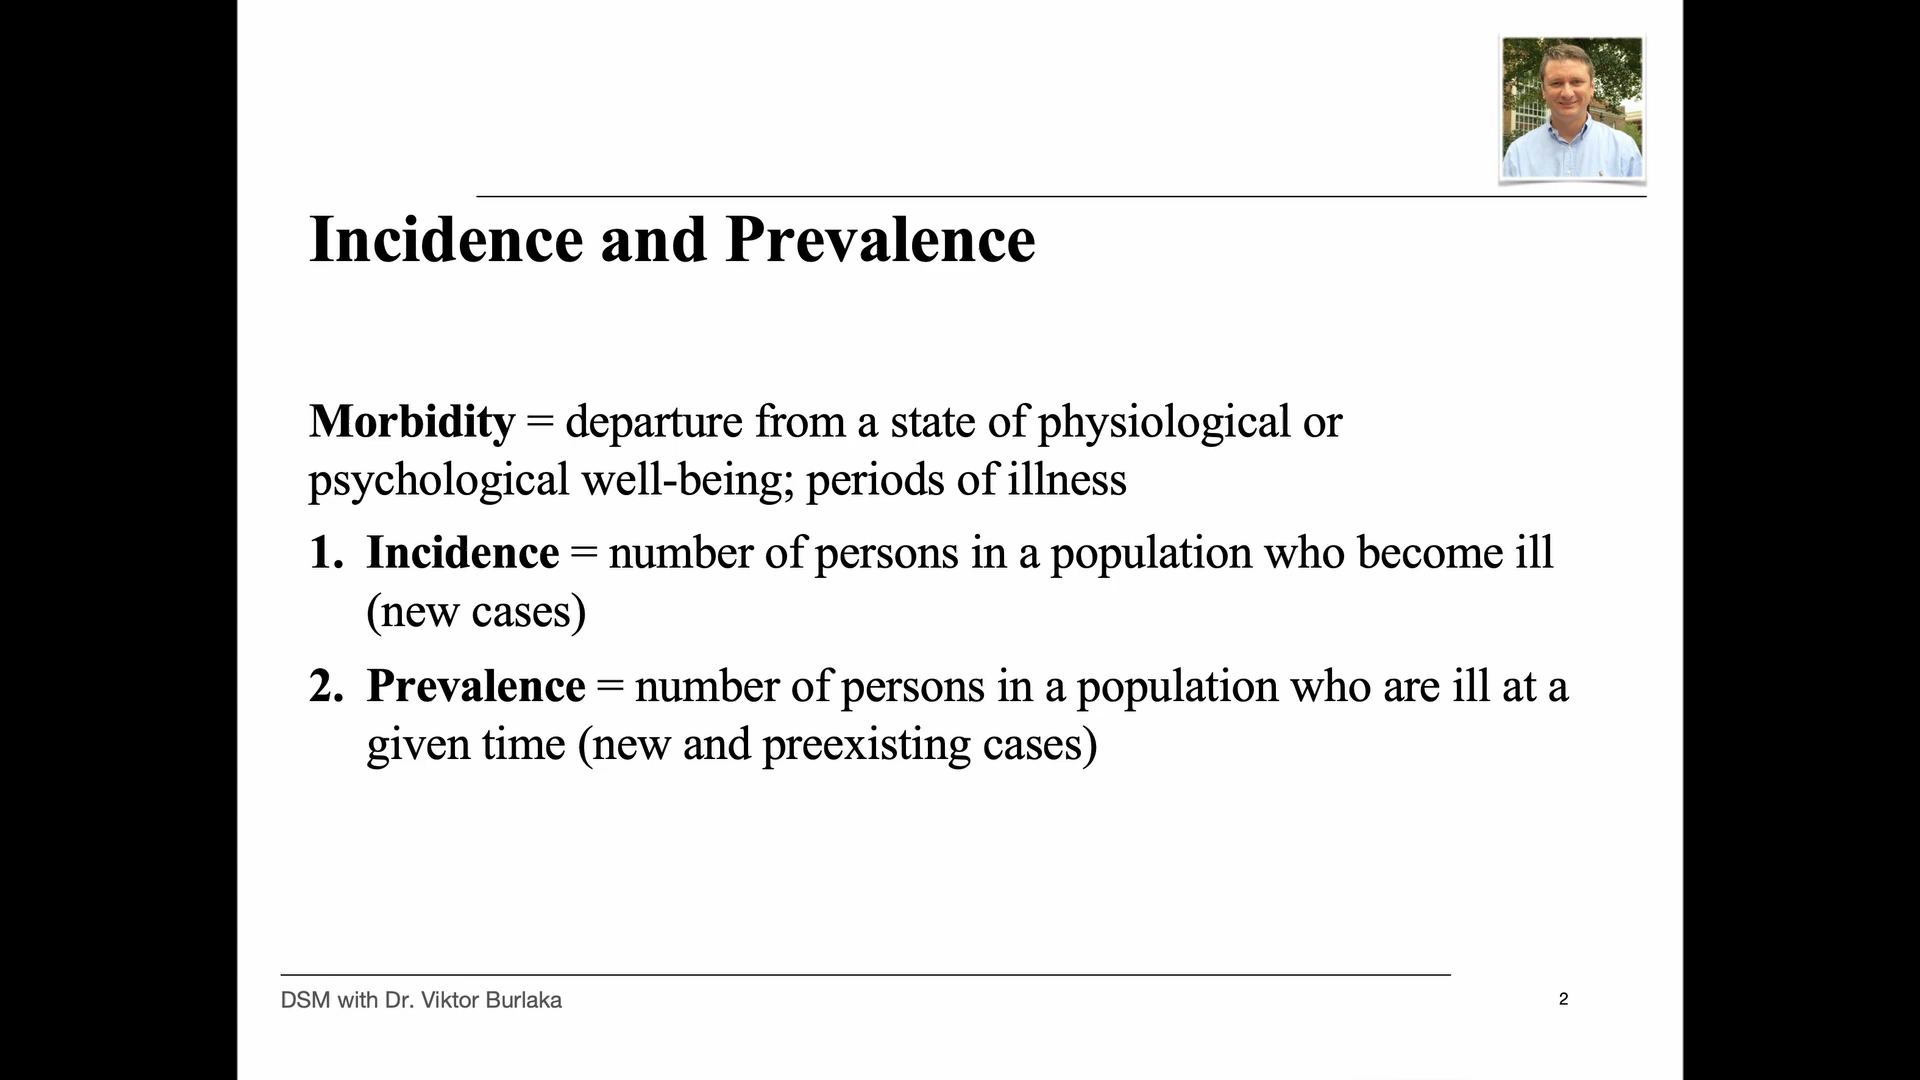 Incidence and Prevalence
Morbidity = departure from a state of physiological or
psychological well-being; periods of illness
1. Incidence = number of persons in a population who become ill
(new cases)
2. Prevalence = number of persons in a population who are ill at a
given time (new and preexisting cases)
DSM with Dr. Viktor Burlaka
2